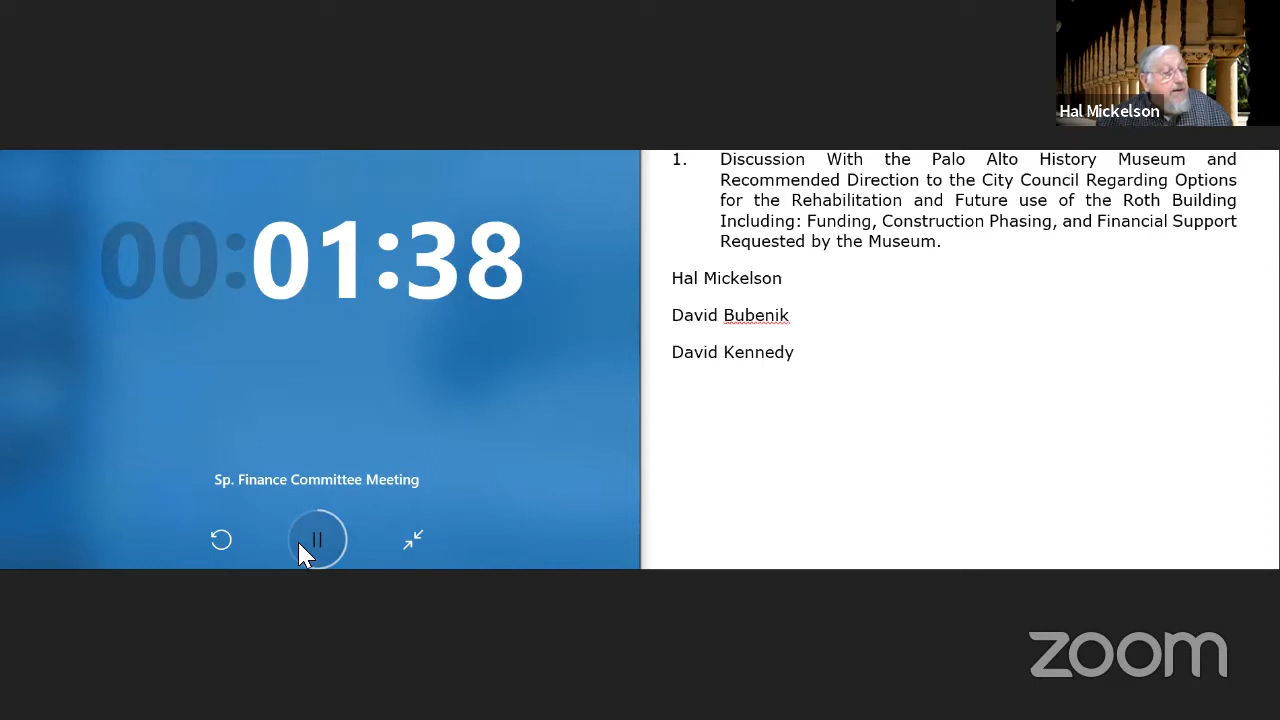 Hal Mickelson
00:01:38
Sp. Finance Committee Meeting
1. Discussion With the Palo Alto History Museum and
Recommended Direction to the City Council Regarding Options
for the Rehabilitation and Future use of the Roth Building
Including: Funding, Construction Phasing, and Financial Support
Requested by the Museum.
Hal Mickelson
David Bubenik
David Kennedy
zoom